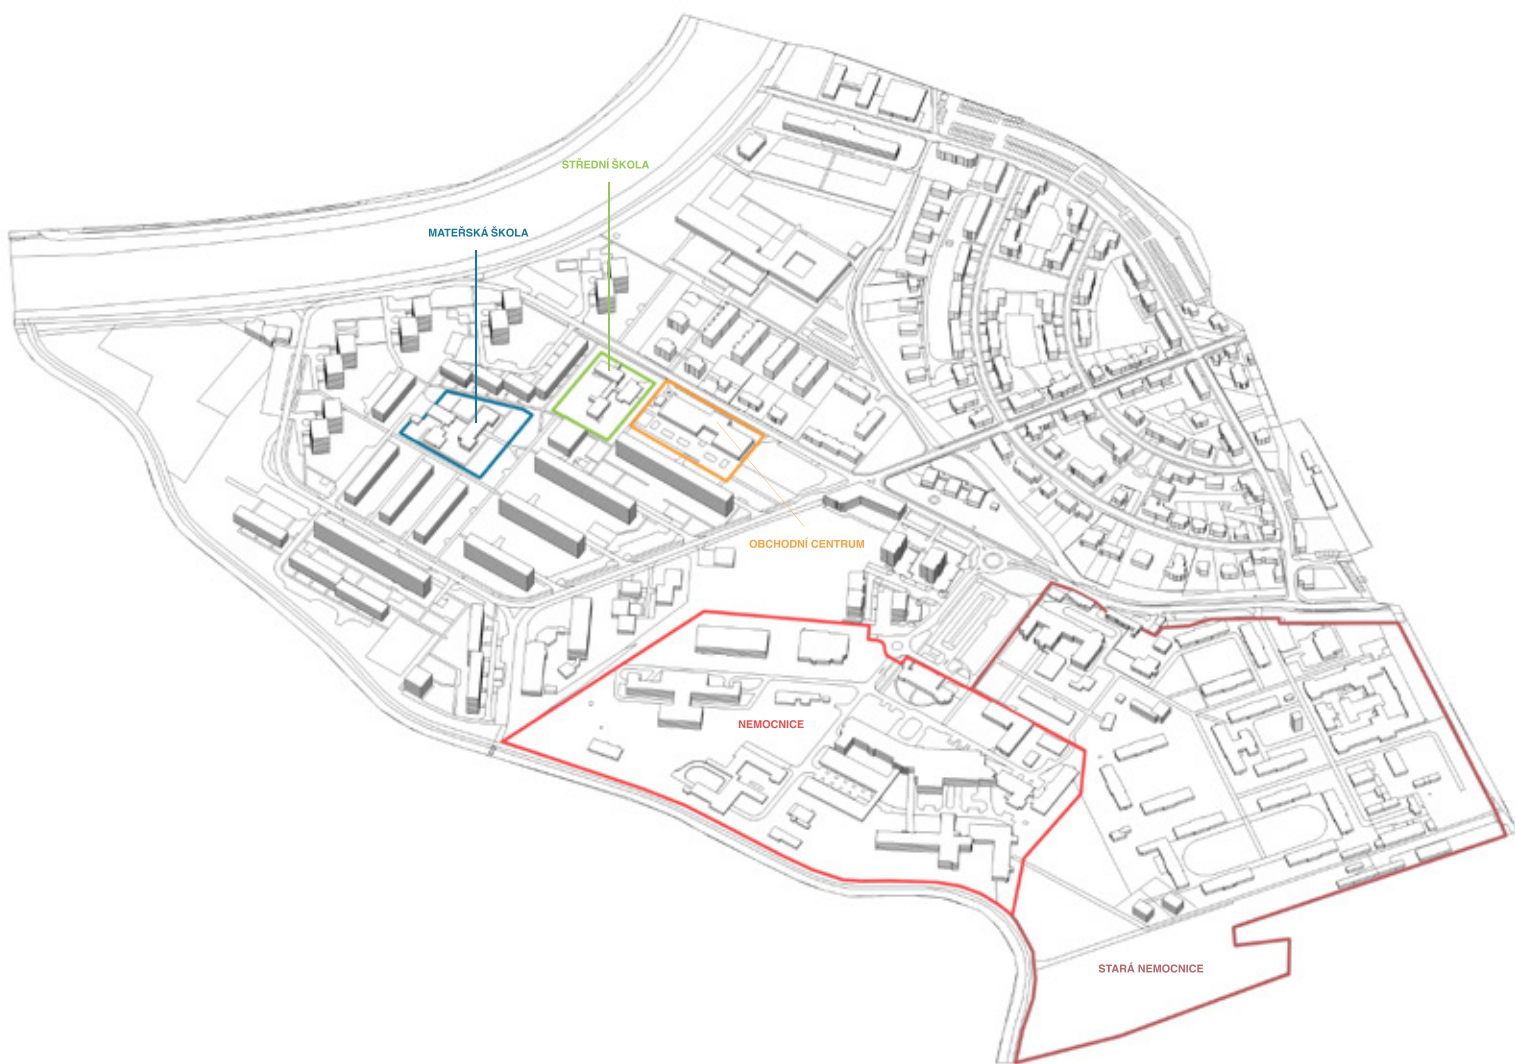 STŘEDNÍ ŠKOLA
MATEŘSKÁ ŠKOLA
OBCHODNÍ CENTRUM
NEMOCNICE
STARÁ NEMOCNICE